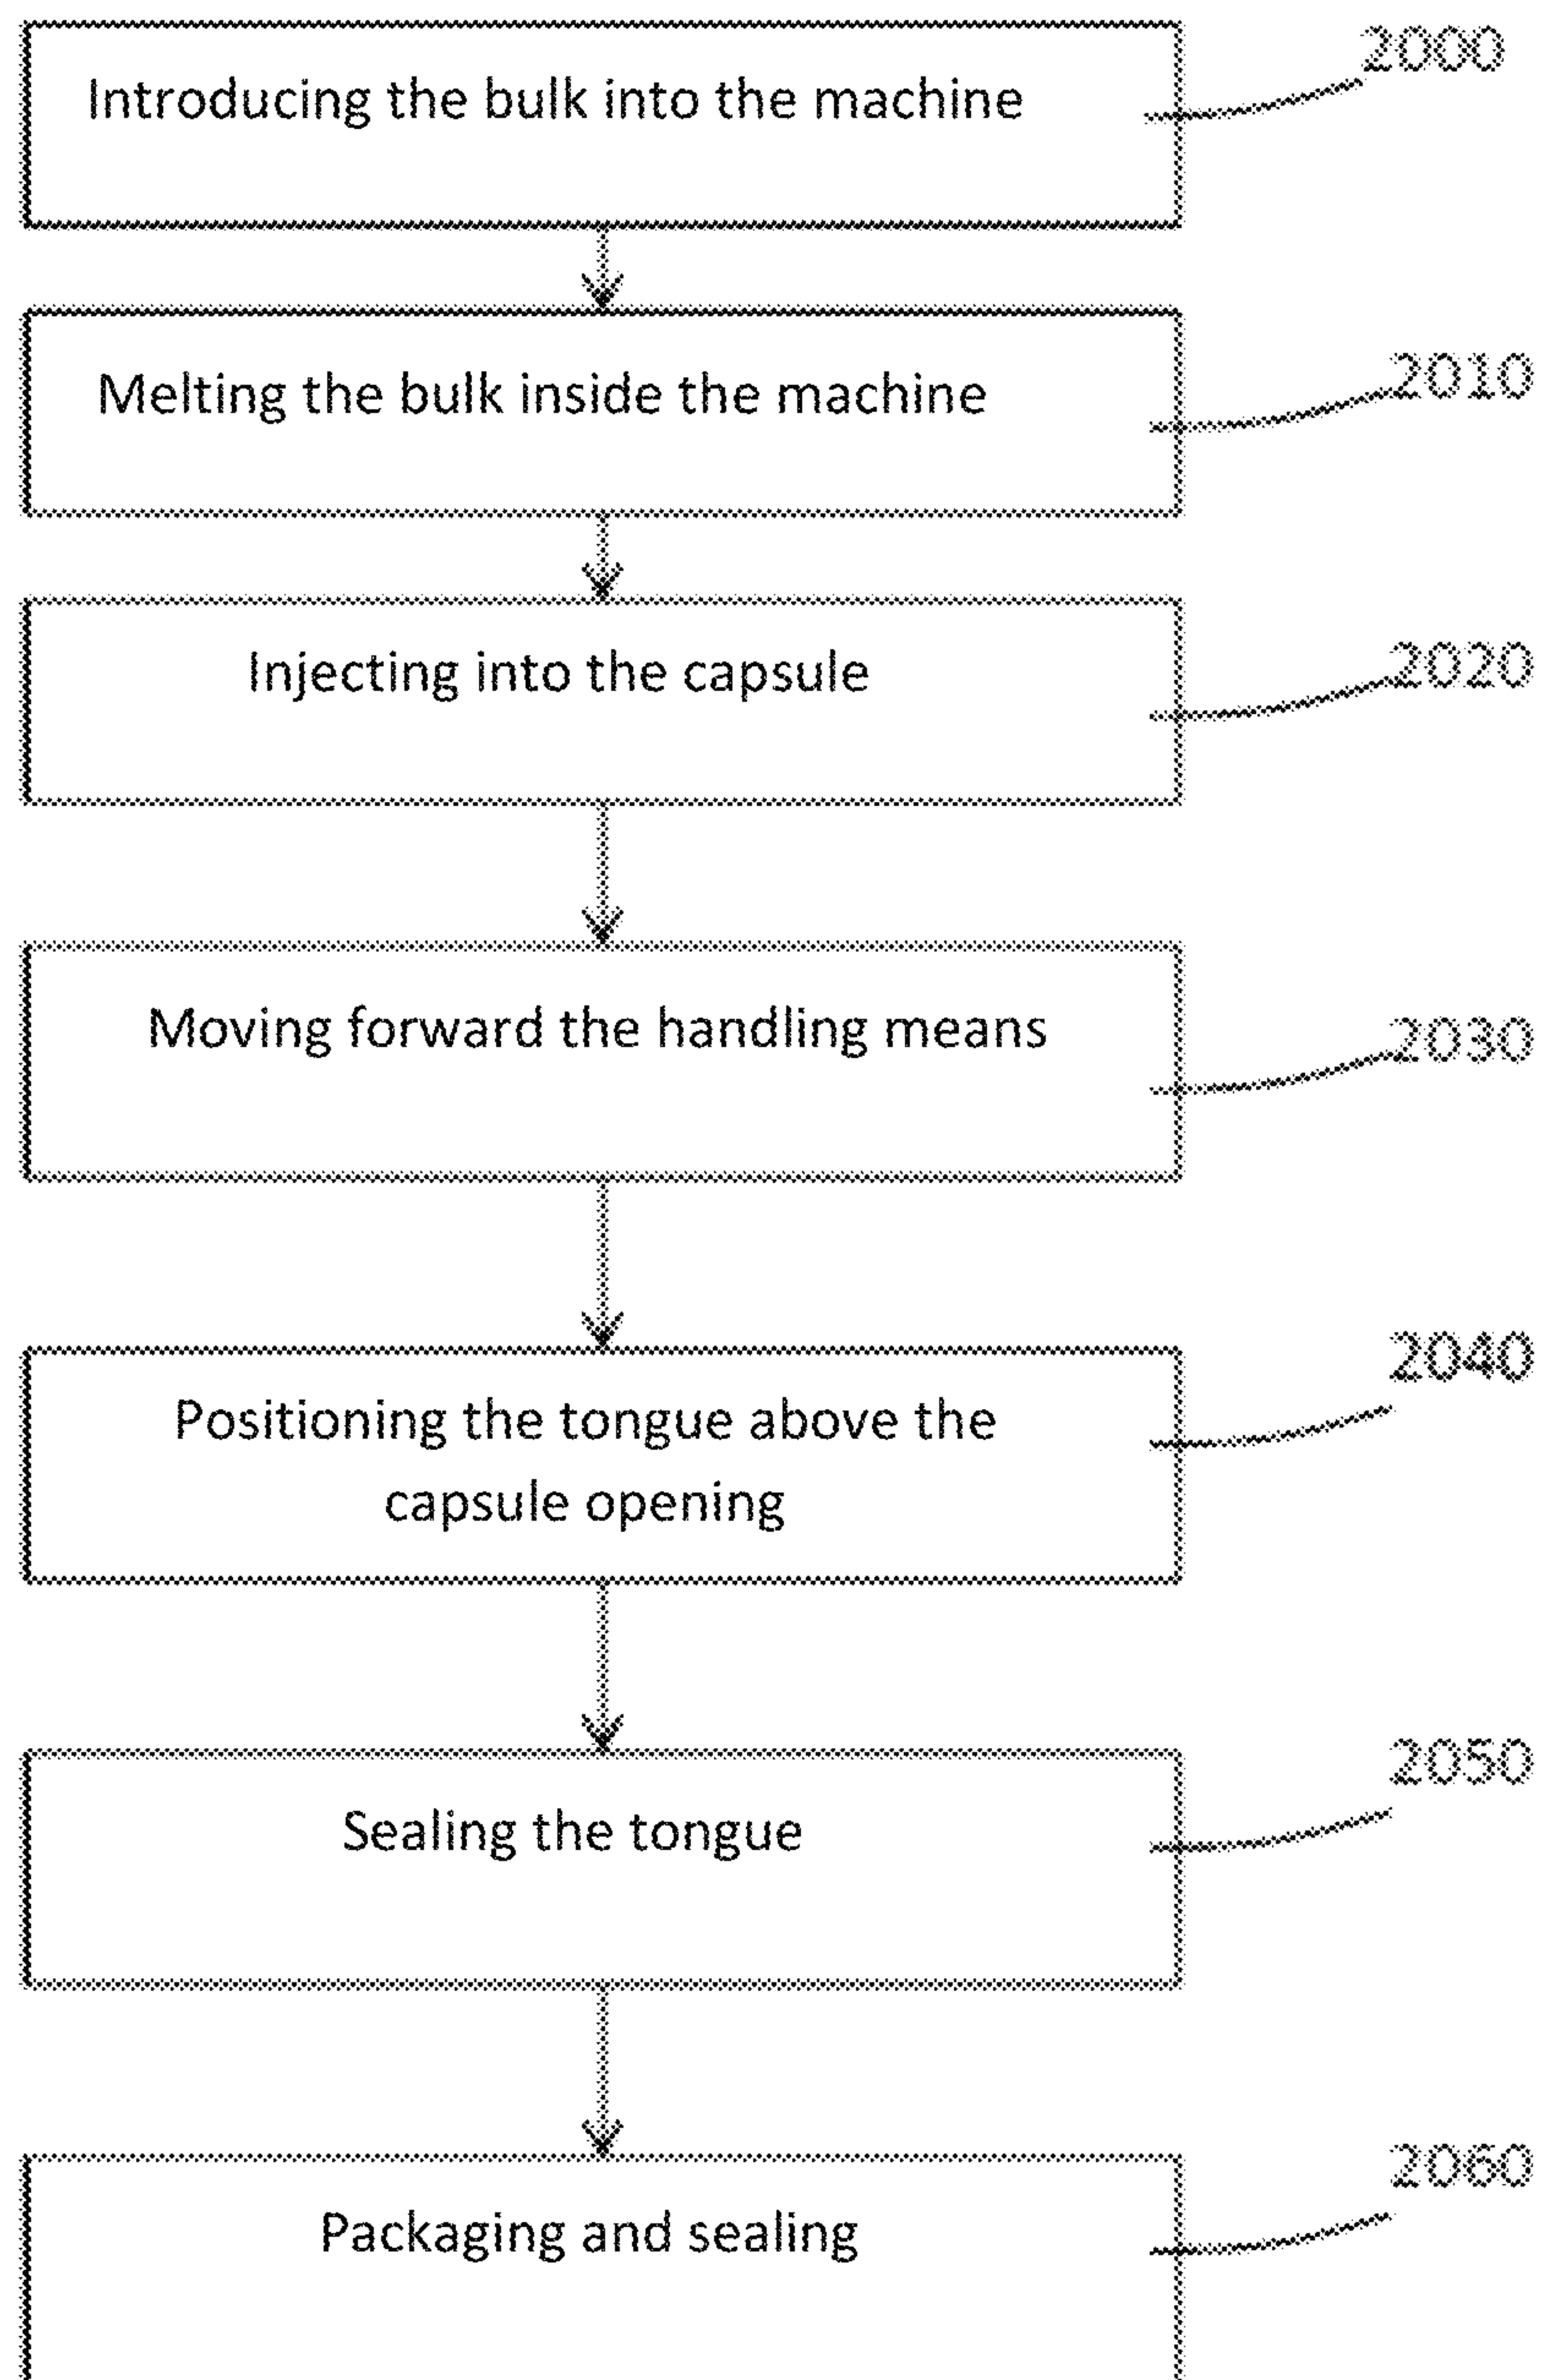 Introducing the bulk into the machine
2000
Melting the bulk inside the machine
2010
Injecting into the capsule
2020
Moving forward the handling means
2030
Positioning the tongue above the
capsule opening
2040
Sealing the tongue
2050
Packaging and sealing
2060